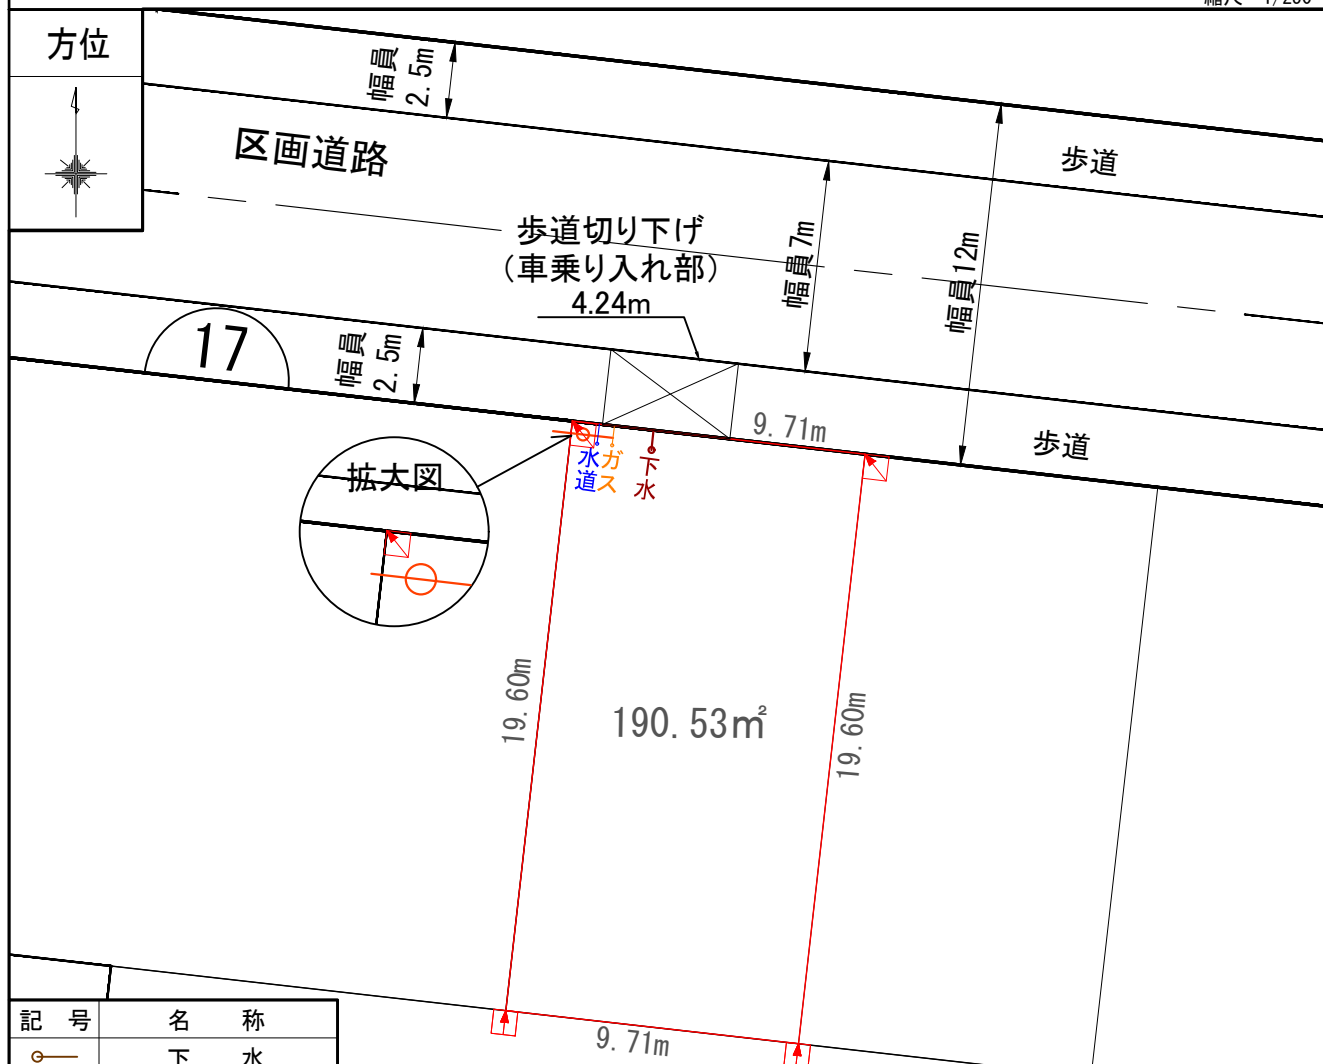 方位
幅員
2.5m
区画道路
歩道
歩道切り下げ
(車乗り入れ部)
4.24m
幅員7m
幅員12m
17
幅員
2.5m
9.71m
歩道
拡大図
水道
ガス
下水
19.60m
190.53㎡
19.60m
9.71m
記 号 名 称
下 水